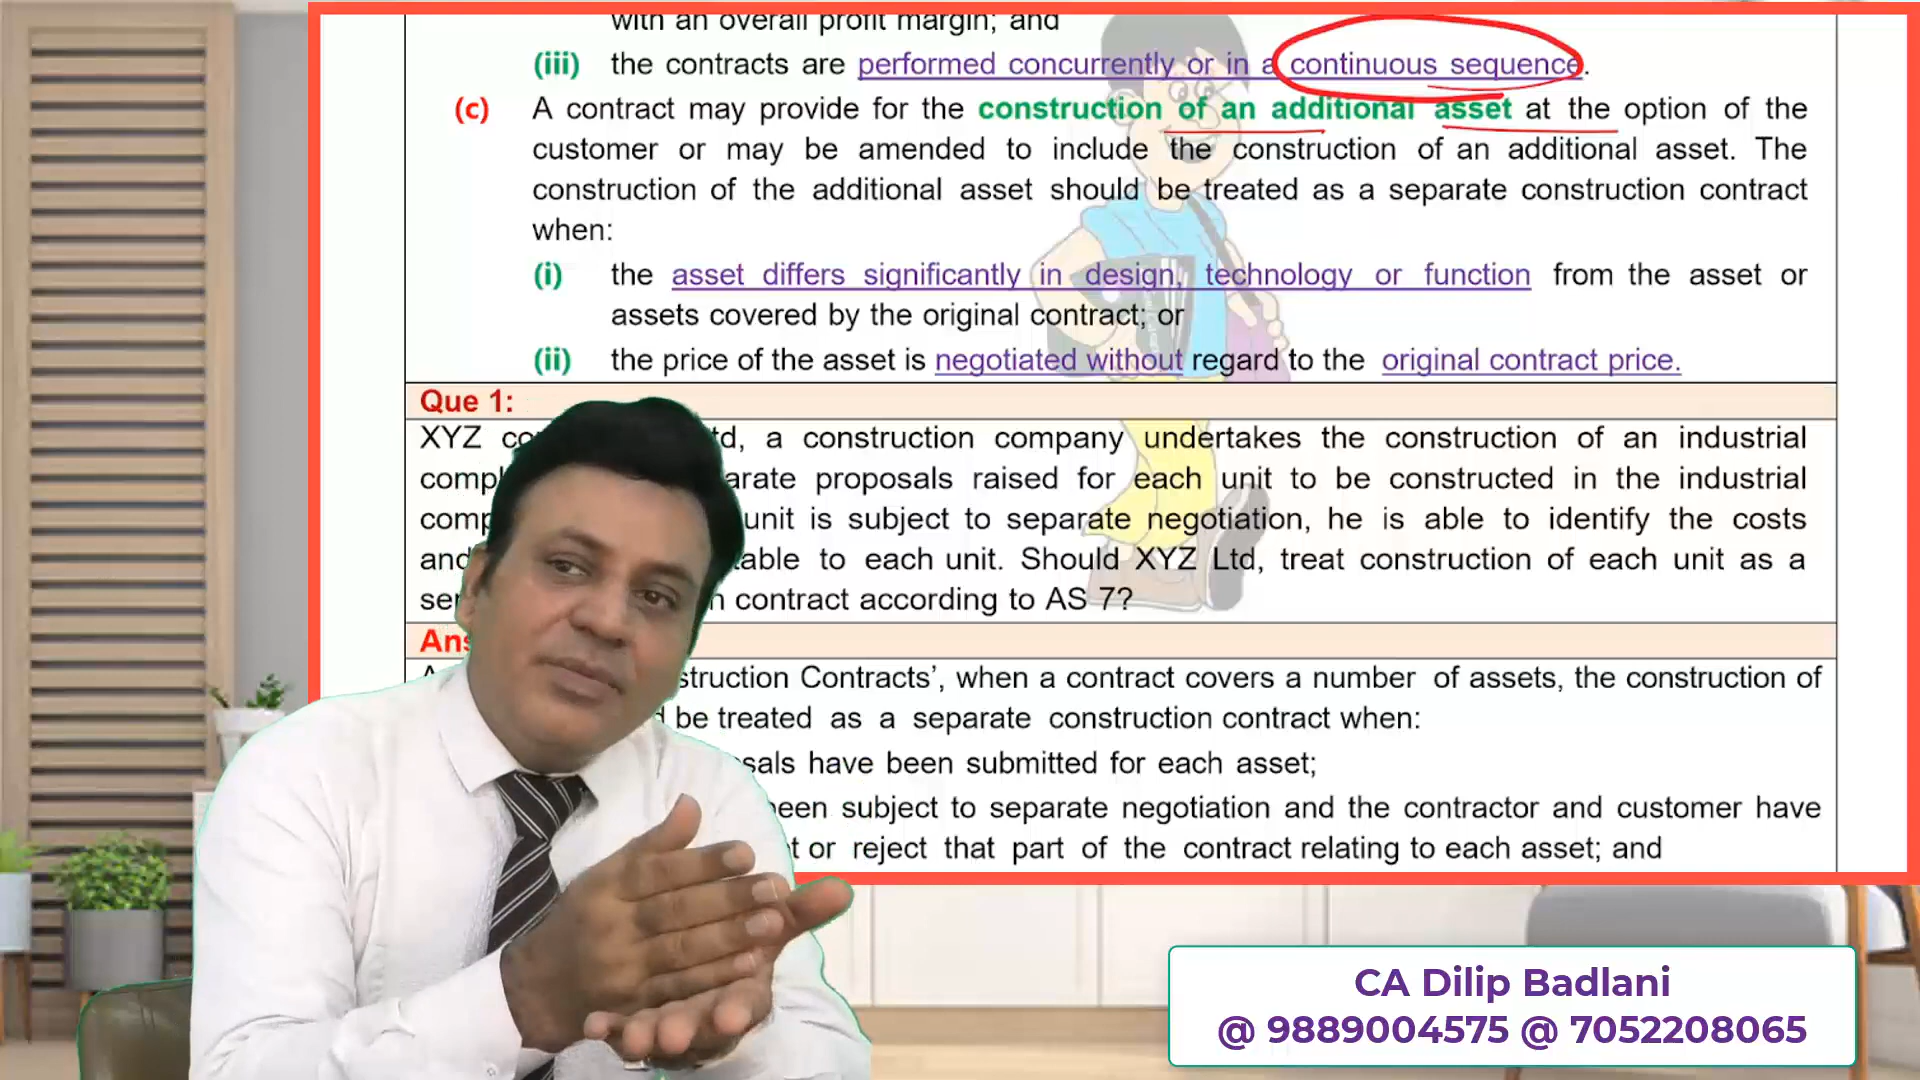 with an overall profit margin; and
(iii) the contracts are performed concurrently or in a continuous sequence.
(c) A contract may provide for the construction of an additional asset at the option of the
customer or may be amended to include the construction of an additional asset. The
construction of the additional asset should be treated as a separate construction contract
when:
(i) the asset differs significantly in design, technology or function from the asset or
assets covered by the original contract; or
(ii) the price of the asset is negotiated without regard to the original contract price.
Que 1:
XYZ td, a construction company undertakes the construction of an industrial
arate proposals raised for each unit to be constructed in the industrial
unit is subject to separate negotiation, he is able to identify the costs
and able to each unit. Should XYZ Ltd, treat construction of each unit as a
contract according to AS 7?
Ans
struction Contracts’, when a contract covers a number of assets, the construction of
be treated as a separate construction contract when:
sals have been submitted for each asset;
been subject to separate negotiation and the contractor and customer have
t or reject that part of the contract relating to each asset; and
CA Dilip Badlani
@ 9889004575 @ 7052208065